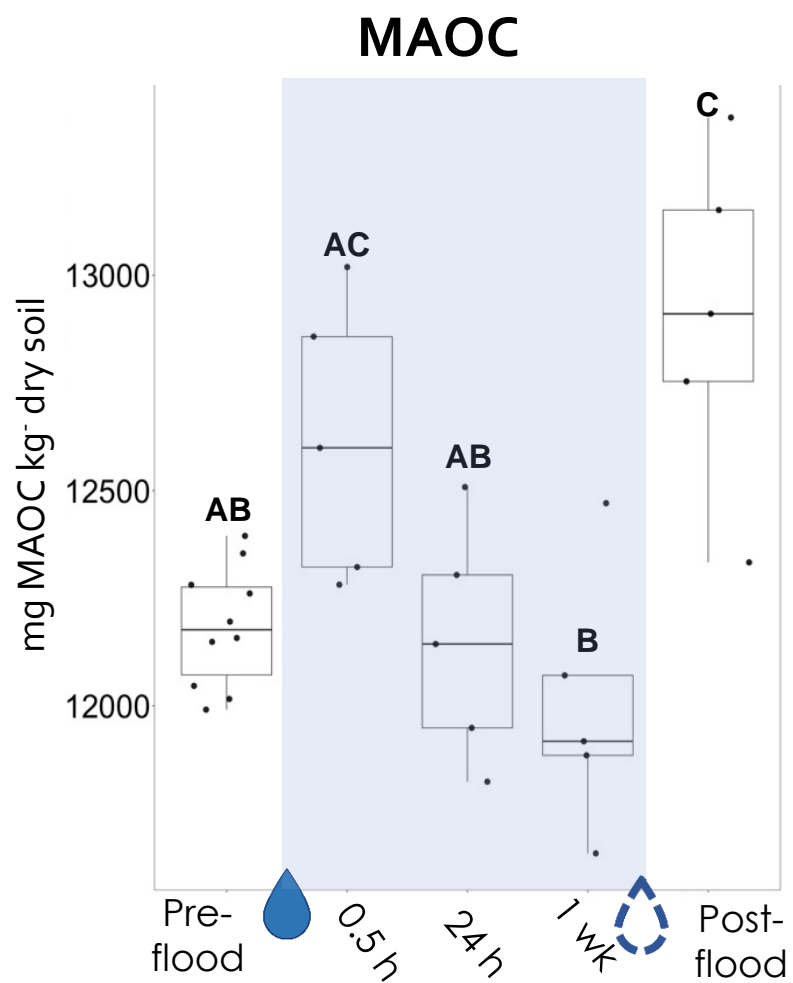 MAOC
mg MAOC kg- dry soil
13000
12500
12000
AB
AC
AB
B
C
Pre-
flood
0.5 h
24 h
1 wk
Post-
flood